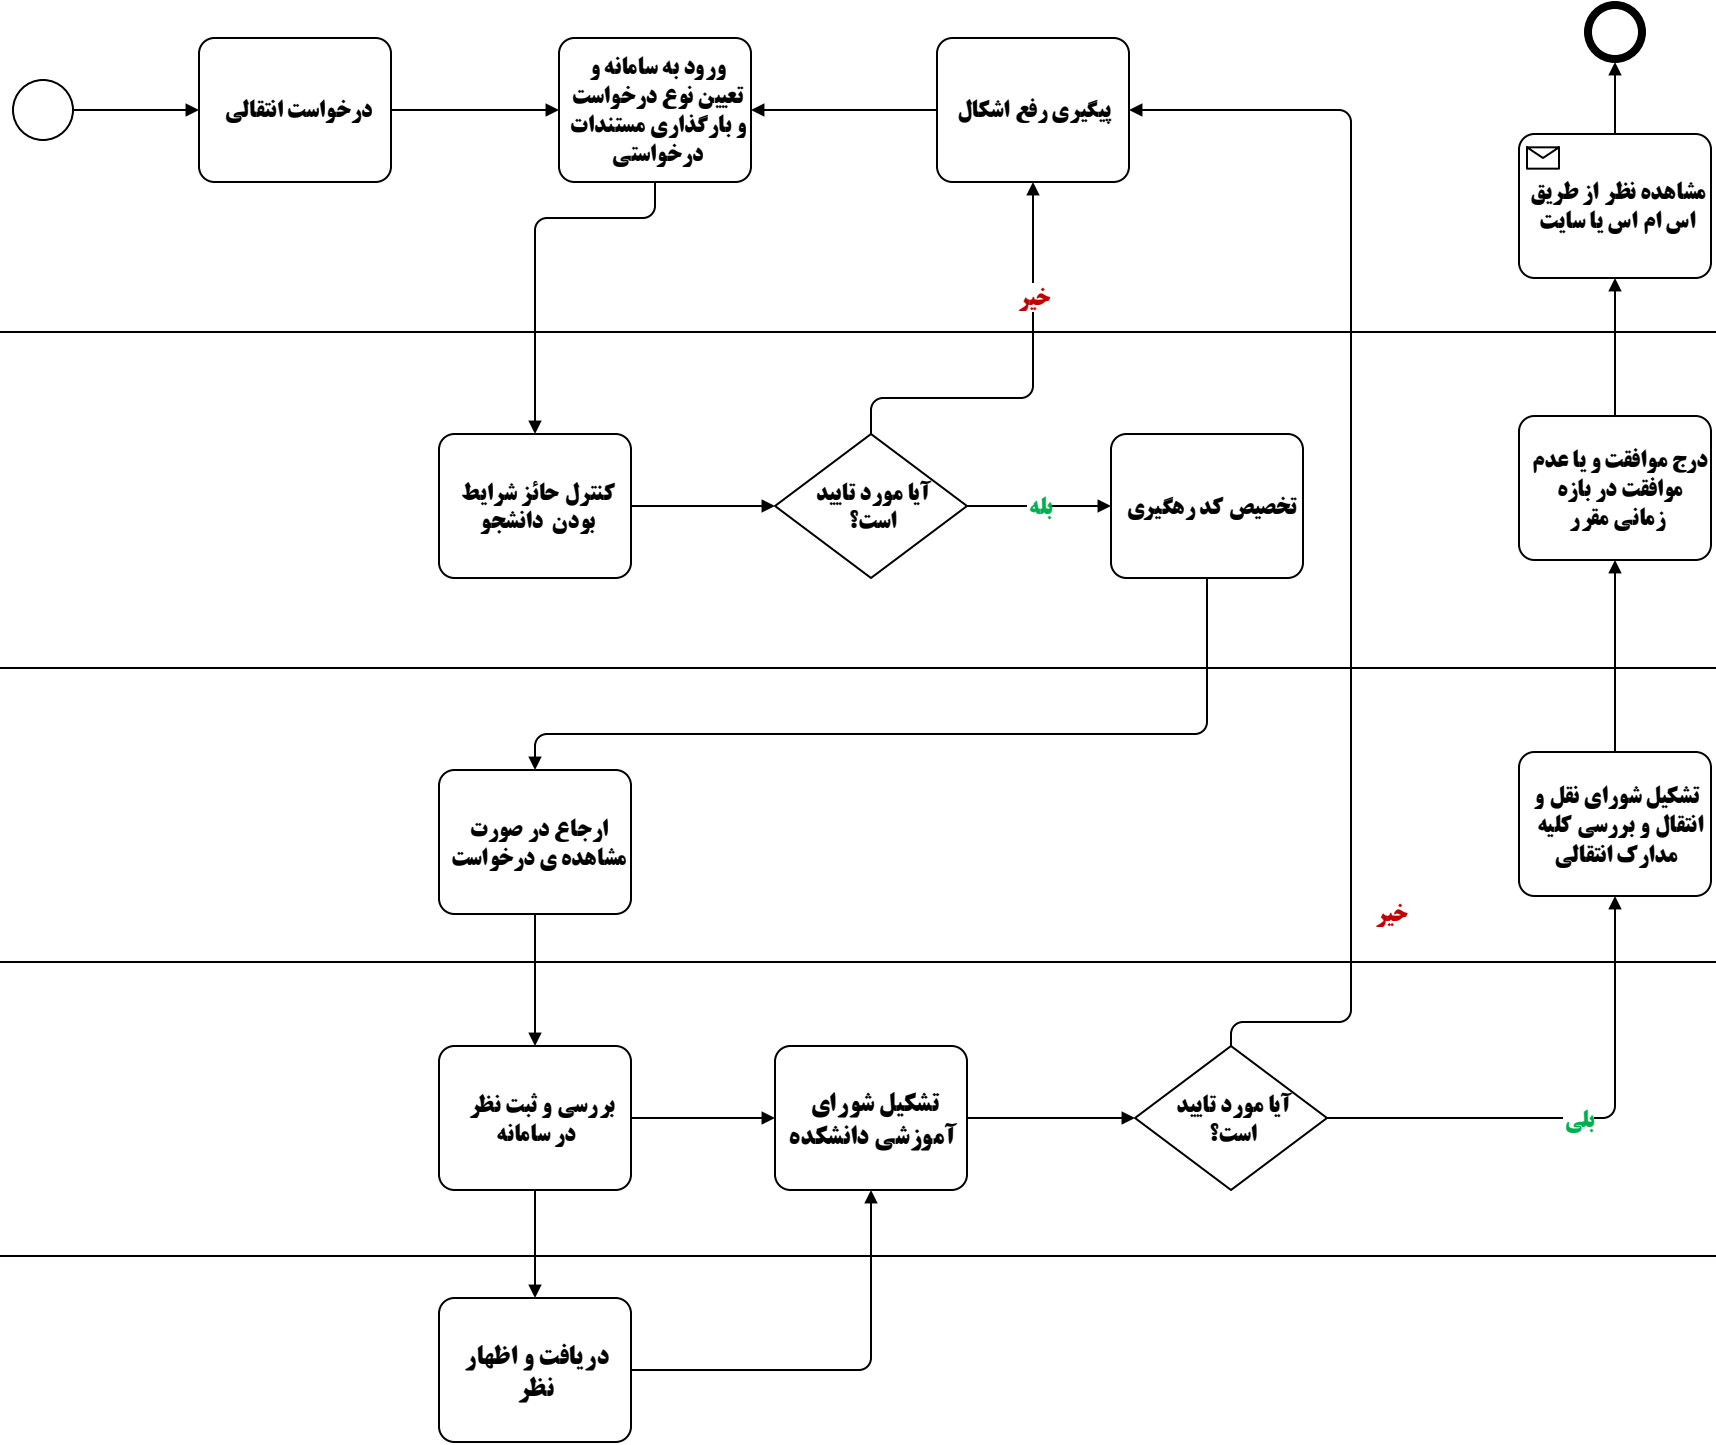 درخواست انتقالی
ورود به سامانه و
تعیین نوع درخواست
و بارگذاری مستندات
درخواستی
پیگیری رفع اشکال
مشاهده نظر از طریق
اس ام اس یا سایت
خیر
کنترل حائز شرایط
بودن دانشجو
آیا مورد تایید
است؟
بله
تخصیص کد رهگیری
درج موافقت و یا عدم
موافقت در بازه
زمانی مقرر
ارجاع در صورت
مشاهده ی درخواست
تشکیل شورای نقل و
انتقال و بررسی کلیه
مدارک انتقالی
خیر
بررسی و ثبت نظر
در سامانه
تشکیل شورای
آموزشی دانشکده
آیا مورد تایید
است؟
بلی
دریافت و اظهار
نظر